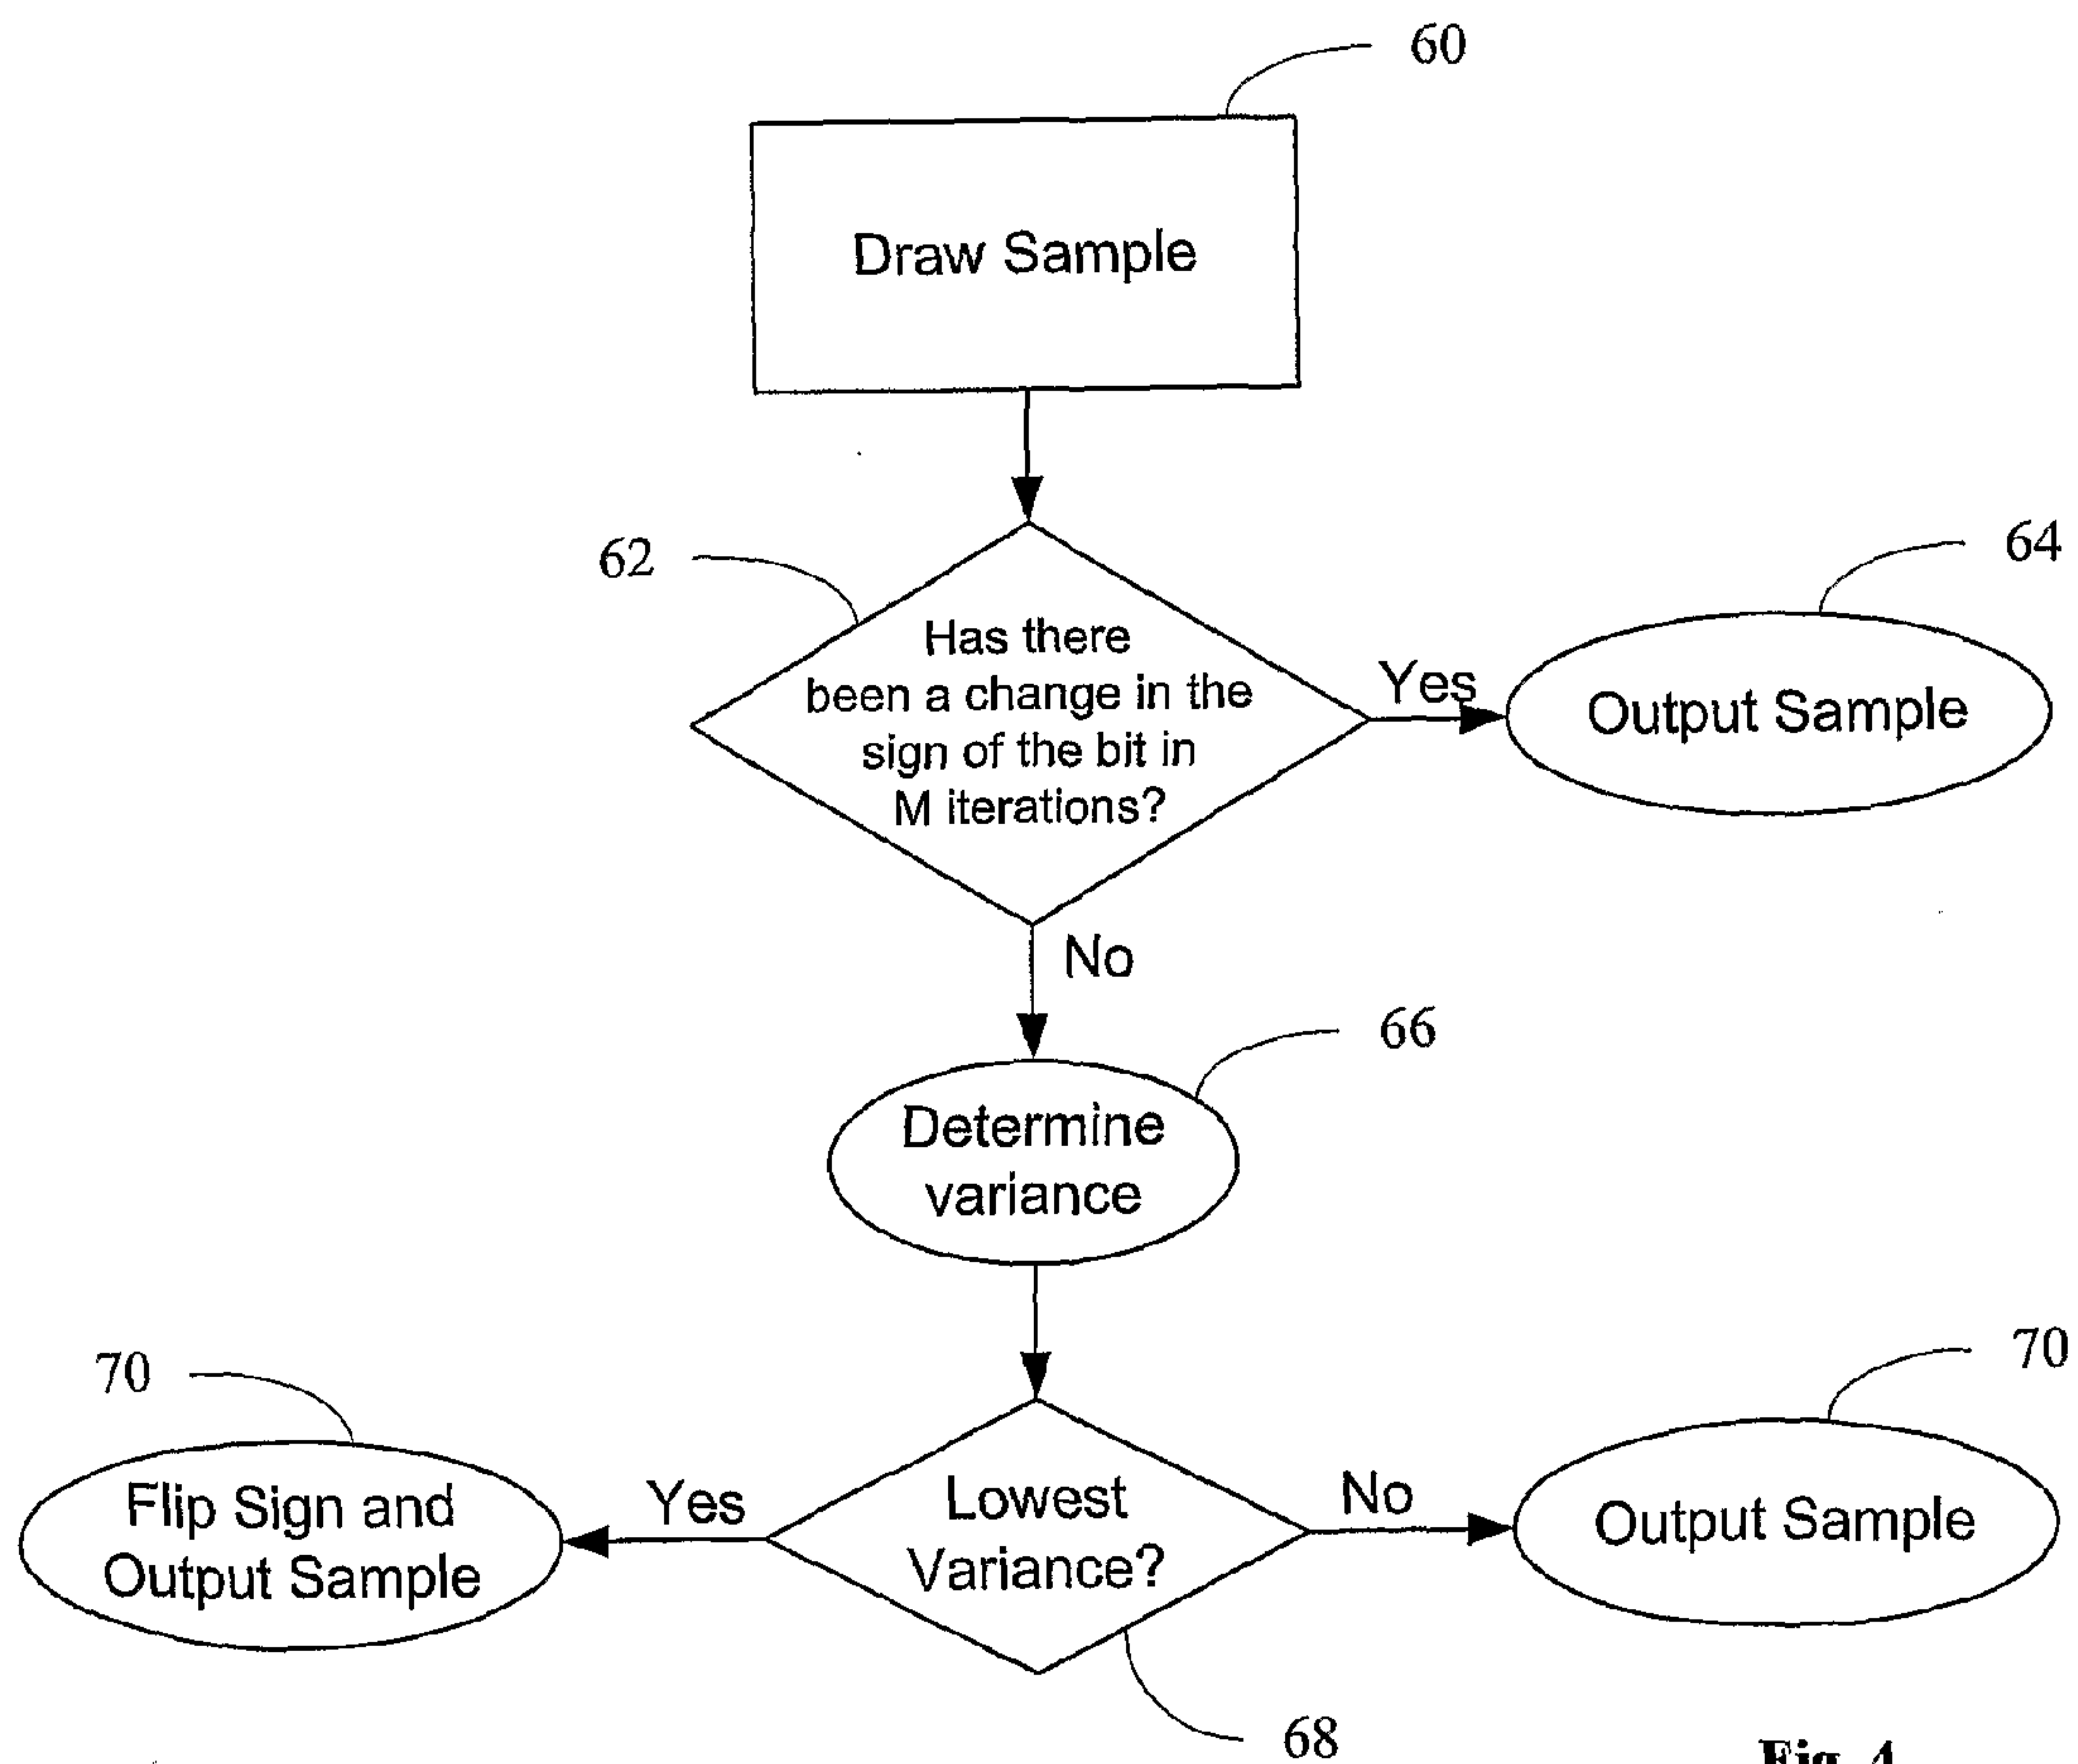 60
Draw Sample
62
Has there
been a change in the
sign of the bit in
M iterations?
Yes
64
Output Sample
No
66
Determine
variance
70
Flip Sign and
Output Sample
Yes
Lowest
Variance?
No
70
Output Sample
68
Fig. 4